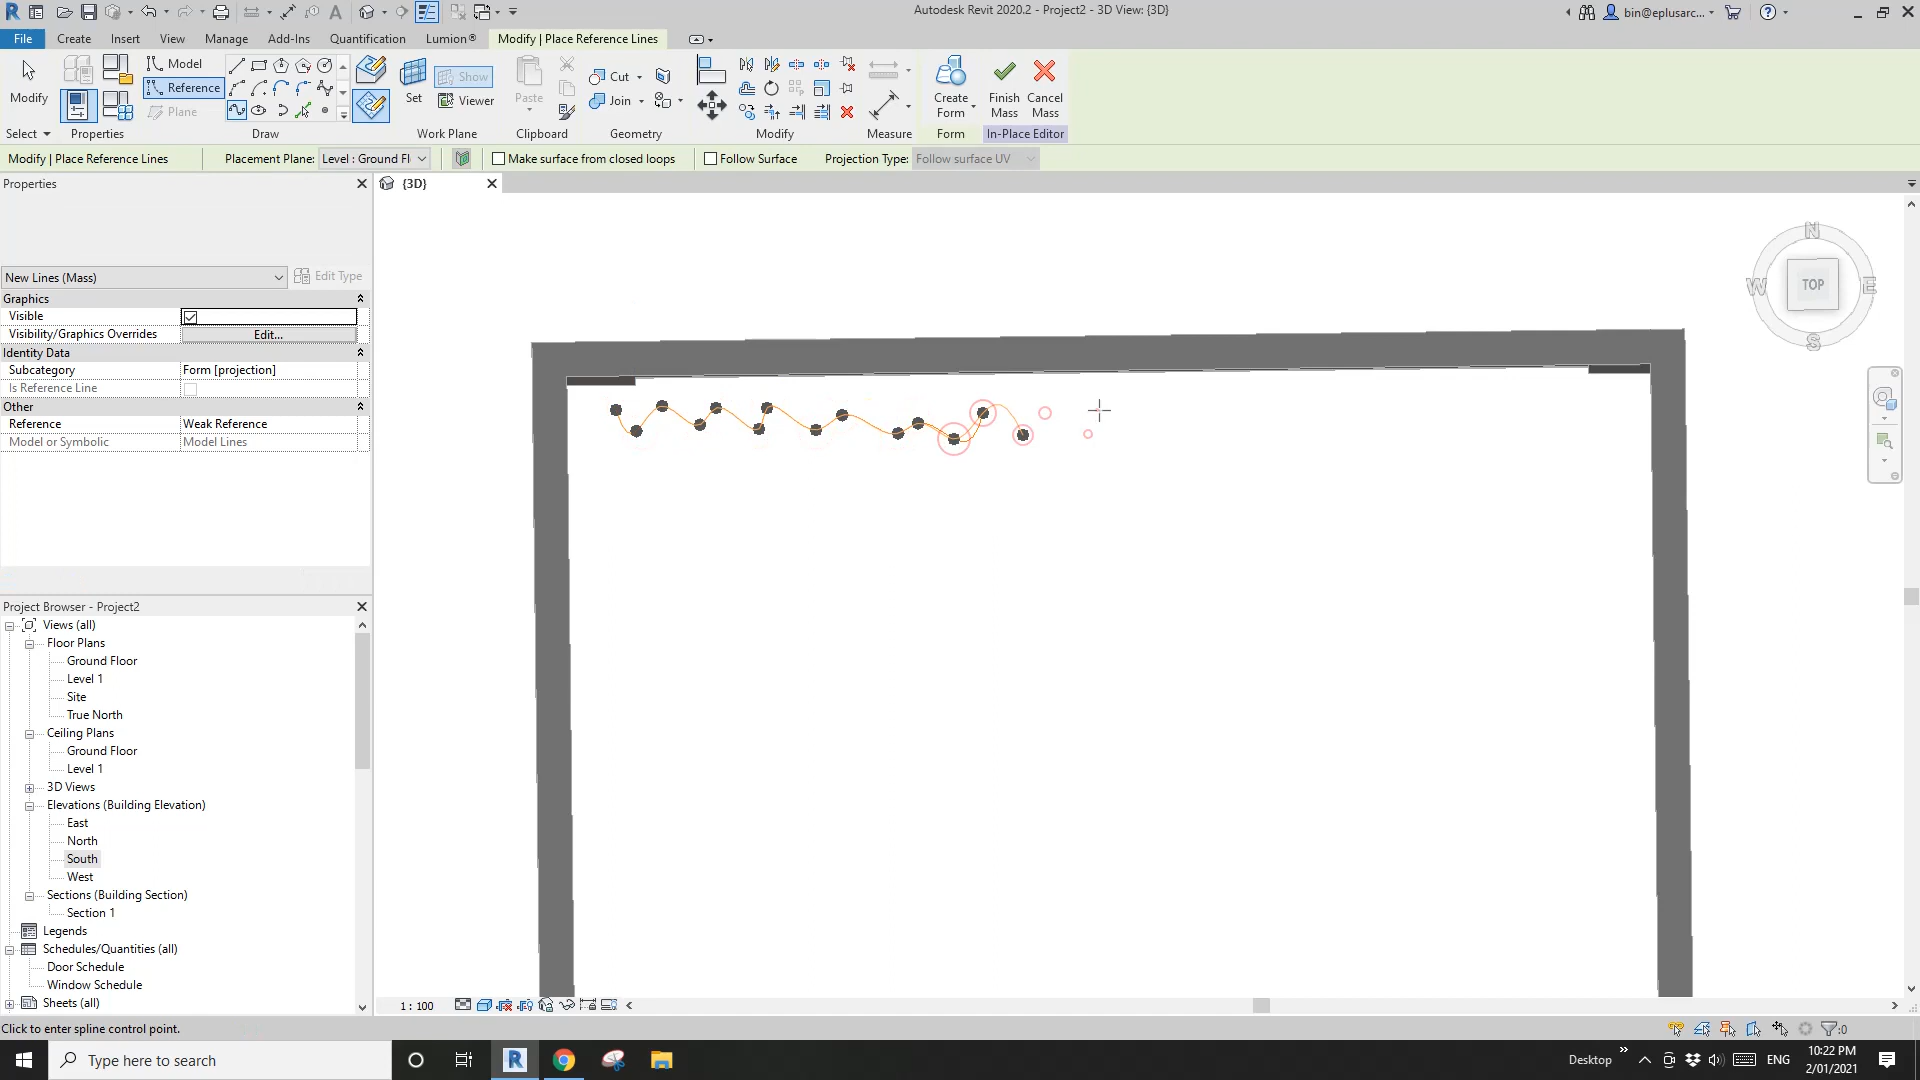 Autodesk Revit 2020.2 - Project2 - 3D View: {3D}
bin@eplusarc...
File
Create
Insert
View
Manage
Add-Ins
Quantification
Lumion®
Modify | Place Reference Lines
Modify
Model
Reference
Plane
Set
Show
Viewer
Paste
Cut
Join
Create
Form
Finish
Mass
Cancel
Mass
Select
Properties
Draw
Work Plane
Clipboard
Geometry
Modify
Measure
Form
In-Place Editor
Modify | Place Reference Lines
Placement Plane:
Level : Ground Fl
Make surface from closed loops
Follow Surface
Projection Type:
Follow surface UV
Properties
{3D}
New Lines (Mass)
Edit Type
Graphics
Visible
Visibility/Graphics Overrides
Edit...
Identity Data
Subcategory
Form [projection]
Is Reference Line
Other
Reference
Weak Reference
Model or Symbolic
Model Lines
N
W
TOP
E
S
Project Browser - Project2
Views (all)
Floor Plans
Ground Floor
Level 1
Site
True North
Ceiling Plans
Ground Floor
Level 1
3D Views
Elevations (Building Elevation)
East
North
South
West
Sections (Building Section)
Section 1
Legends
Schedules/Quantities (all)
Door Schedule
Window Schedule
Sheets (all)
1 : 100
Click to enter spline control point.
:0
Type here to search
Desktop
ENG
10:22 PM
2/01/2021